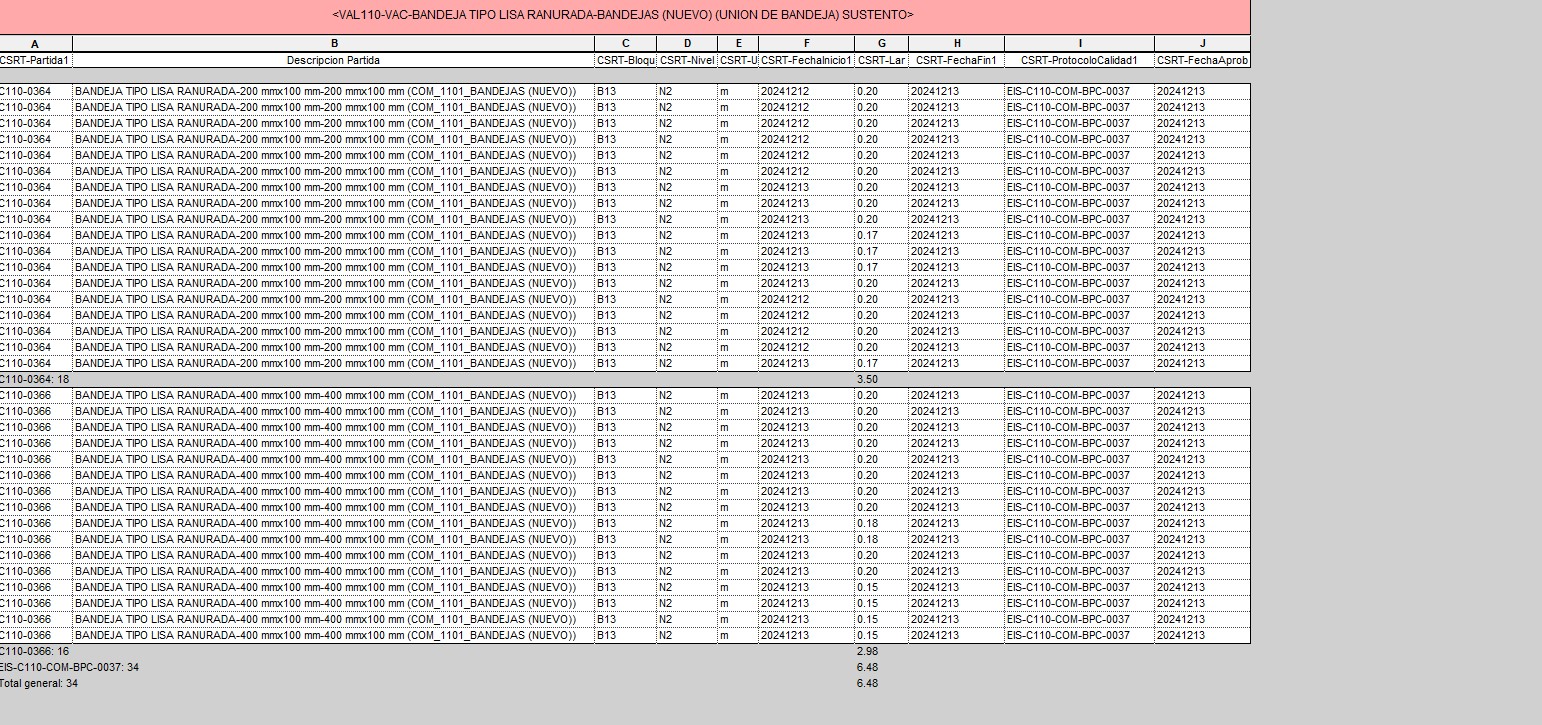 <VAL110-VAC-BANDEJA TIPO LISA RANURADA-BANDEJAS (NUEVO) (UNION DE BANDEJA) SUSTENTO>
A B C D E F G H I J
CSRT-Partida1 Descripcion Partida CSRT-Bloqu CSRT-Nivel CSRT-U CSRT-FechaInicio1 CSRT-Lar CSRT-FechaFin1 CSRT-ProtocoloCalidad1 CSRT-FechaAprob
C110-0364 BANDEJA TIPO LISA RANURADA-200 mmx100 mm-200 mmx100 mm (COM_1101_BANDEJAS (NUEVO)) B13 N2 m 20241212 0.20 20241213 EIS-C110-COM-BPC-0037 20241213
C110-0364 BANDEJA TIPO LISA RANURADA-200 mmx100 mm-200 mmx100 mm (COM_1101_BANDEJAS (NUEVO)) B13 N2 m 20241212 0.20 20241213 EIS-C110-COM-BPC-0037 20241213
C110-0364 BANDEJA TIPO LISA RANURADA-200 mmx100 mm-200 mmx100 mm (COM_1101_BANDEJAS (NUEVO)) B13 N2 m 20241212 0.20 20241213 EIS-C110-COM-BPC-0037 20241213
C110-0364 BANDEJA TIPO LISA RANURADA-200 mmx100 mm-200 mmx100 mm (COM_1101_BANDEJAS (NUEVO)) B13 N2 m 20241212 0.20 20241213 EIS-C110-COM-BPC-0037 20241213
C110-0364 BANDEJA TIPO LISA RANURADA-200 mmx100 mm-200 mmx100 mm (COM_1101_BANDEJAS (NUEVO)) B13 N2 m 20241212 0.20 20241213 EIS-C110-COM-BPC-0037 20241213
C110-0364 BANDEJA TIPO LISA RANURADA-200 mmx100 mm-200 mmx100 mm (COM_1101_BANDEJAS (NUEVO)) B13 N2 m 20241212 0.20 20241213 EIS-C110-COM-BPC-0037 20241213
C110-0364 BANDEJA TIPO LISA RANURADA-200 mmx100 mm-200 mmx100 mm (COM_1101_BANDEJAS (NUEVO)) B13 N2 m 20241213 0.20 20241213 EIS-C110-COM-BPC-0037 20241213
C110-0364 BANDEJA TIPO LISA RANURADA-200 mmx100 mm-200 mmx100 mm (COM_1101_BANDEJAS (NUEVO)) B13 N2 m 20241213 0.20 20241213 EIS-C110-COM-BPC-0037 20241213
C110-0364 BANDEJA TIPO LISA RANURADA-200 mmx100 mm-200 mmx100 mm (COM_1101_BANDEJAS (NUEVO)) B13 N2 m 20241213 0.20 20241213 EIS-C110-COM-BPC-0037 20241213
C110-0364 BANDEJA TIPO LISA RANURADA-200 mmx100 mm-200 mmx100 mm (COM_1101_BANDEJAS (NUEVO)) B13 N2 m 20241213 0.17 20241213 EIS-C110-COM-BPC-0037 20241213
C110-0364 BANDEJA TIPO LISA RANURADA-200 mmx100 mm-200 mmx100 mm (COM_1101_BANDEJAS (NUEVO)) B13 N2 m 20241213 0.17 20241213 EIS-C110-COM-BPC-0037 20241213
C110-0364 BANDEJA TIPO LISA RANURADA-200 mmx100 mm-200 mmx100 mm (COM_1101_BANDEJAS (NUEVO)) B13 N2 m 20241213 0.17 20241213 EIS-C110-COM-BPC-0037 20241213
C110-0364 BANDEJA TIPO LISA RANURADA-200 mmx100 mm-200 mmx100 mm (COM_1101_BANDEJAS (NUEVO)) B13 N2 m 20241213 0.20 20241213 EIS-C110-COM-BPC-0037 20241213
C110-0364 BANDEJA TIPO LISA RANURADA-200 mmx100 mm-200 mmx100 mm (COM_1101_BANDEJAS (NUEVO)) B13 N2 m 20241212 0.20 20241213 EIS-C110-COM-BPC-0037 20241213
C110-0364 BANDEJA TIPO LISA RANURADA-200 mmx100 mm-200 mmx100 mm (COM_1101_BANDEJAS (NUEVO)) B13 N2 m 20241212 0.20 20241213 EIS-C110-COM-BPC-0037 20241213
C110-0364 BANDEJA TIPO LISA RANURADA-200 mmx100 mm-200 mmx100 mm (COM_1101_BANDEJAS (NUEVO)) B13 N2 m 20241212 0.20 20241213 EIS-C110-COM-BPC-0037 20241213
C110-0364 BANDEJA TIPO LISA RANURADA-200 mmx100 mm-200 mmx100 mm (COM_1101_BANDEJAS (NUEVO)) B13 N2 m 20241212 0.20 20241213 EIS-C110-COM-BPC-0037 20241213
C110-0364 BANDEJA TIPO LISA RANURADA-200 mmx100 mm-200 mmx100 mm (COM_1101_BANDEJAS (NUEVO)) B13 N2 m 20241213 0.17 20241213 EIS-C110-COM-BPC-0037 20241213
C110-0364: 18 3.50
C110-0366 BANDEJA TIPO LISA RANURADA-400 mmx100 mm-400 mmx100 mm (COM_1101_BANDEJAS (NUEVO)) B13 N2 m 20241213 0.20 20241213 EIS-C110-COM-BPC-0037 20241213
C110-0366 BANDEJA TIPO LISA RANURADA-400 mmx100 mm-400 mmx100 mm (COM_1101_BANDEJAS (NUEVO)) B13 N2 m 20241213 0.20 20241213 EIS-C110-COM-BPC-0037 20241213
C110-0366 BANDEJA TIPO LISA RANURADA-400 mmx100 mm-400 mmx100 mm (COM_1101_BANDEJAS (NUEVO)) B13 N2 m 20241213 0.20 20241213 EIS-C110-COM-BPC-0037 20241213
C110-0366 BANDEJA TIPO LISA RANURADA-400 mmx100 mm-400 mmx100 mm (COM_1101_BANDEJAS (NUEVO)) B13 N2 m 20241213 0.20 20241213 EIS-C110-COM-BPC-0037 20241213
C110-0366 BANDEJA TIPO LISA RANURADA-400 mmx100 mm-400 mmx100 mm (COM_1101_BANDEJAS (NUEVO)) B13 N2 m 20241213 0.20 20241213 EIS-C110-COM-BPC-0037 20241213
C110-0366 BANDEJA TIPO LISA RANURADA-400 mmx100 mm-400 mmx100 mm (COM_1101_BANDEJAS (NUEVO)) B13 N2 m 20241213 0.20 20241213 EIS-C110-COM-BPC-0037 20241213
C110-0366 BANDEJA TIPO LISA RANURADA-400 mmx100 mm-400 mmx100 mm (COM_1101_BANDEJAS (NUEVO)) B13 N2 m 20241213 0.20 20241213 EIS-C110-COM-BPC-0037 20241213
C110-0366 BANDEJA TIPO LISA RANURADA-400 mmx100 mm-400 mmx100 mm (COM_1101_BANDEJAS (NUEVO)) B13 N2 m 20241213 0.20 20241213 EIS-C110-COM-BPC-0037 20241213
C110-0366 BANDEJA TIPO LISA RANURADA-400 mmx100 mm-400 mmx100 mm (COM_1101_BANDEJAS (NUEVO)) B13 N2 m 20241213 0.18 20241213 EIS-C110-COM-BPC-0037 20241213
C110-0366 BANDEJA TIPO LISA RANURADA-400 mmx100 mm-400 mmx100 mm (COM_1101_BANDEJAS (NUEVO)) B13 N2 m 20241213 0.18 20241213 EIS-C110-COM-BPC-0037 20241213
C110-0366 BANDEJA TIPO LISA RANURADA-400 mmx100 mm-400 mmx100 mm (COM_1101_BANDEJAS (NUEVO)) B13 N2 m 20241213 0.20 20241213 EIS-C110-COM-BPC-0037 20241213
C110-0366 BANDEJA TIPO LISA RANURADA-400 mmx100 mm-400 mmx100 mm (COM_1101_BANDEJAS (NUEVO)) B13 N2 m 20241213 0.20 20241213 EIS-C110-COM-BPC-0037 20241213
C110-0366 BANDEJA TIPO LISA RANURADA-400 mmx100 mm-400 mmx100 mm (COM_1101_BANDEJAS (NUEVO)) B13 N2 m 20241213 0.15 20241213 EIS-C110-COM-BPC-0037 20241213
C110-0366 BANDEJA TIPO LISA RANURADA-400 mmx100 mm-400 mmx100 mm (COM_1101_BANDEJAS (NUEVO)) B13 N2 m 20241213 0.15 20241213 EIS-C110-COM-BPC-0037 20241213
C110-0366 BANDEJA TIPO LISA RANURADA-400 mmx100 mm-400 mmx100 mm (COM_1101_BANDEJAS (NUEVO)) B13 N2 m 20241213 0.15 20241213 EIS-C110-COM-BPC-0037 20241213
C110-0366 BANDEJA TIPO LISA RANURADA-400 mmx100 mm-400 mmx100 mm (COM_1101_BANDEJAS (NUEVO)) B13 N2 m 20241213 0.15 20241213 EIS-C110-COM-BPC-0037 20241213
C110-0366: 16 2.98
EIS-C110-COM-BPC-0037: 34 6.48
Total general: 34 6.48